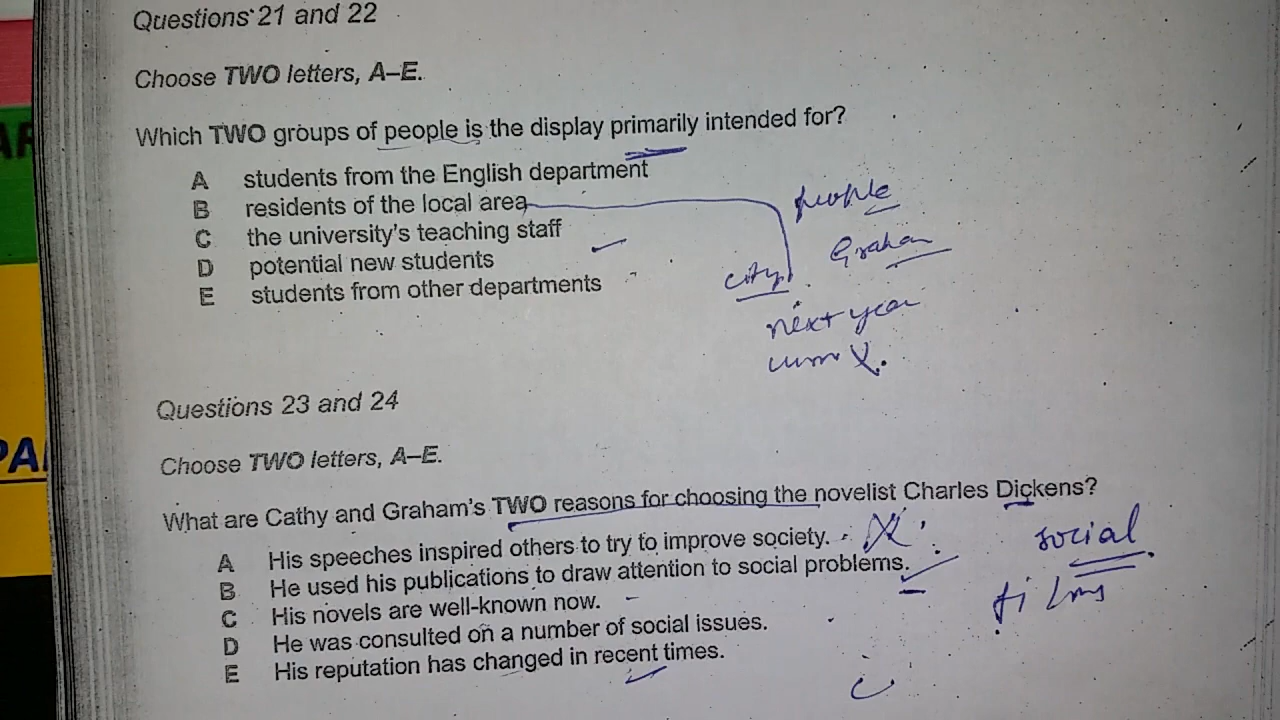 Questions 21 and 22
Choose TWO letters, A–E.
Which TWO groups of people is the display primarily intended for?
A students from the English department
B residents of the local area
C the university's teaching staff
D potential new students
E students from other departments
people
Graham
city
next year
Questions 23 and 24
Choose TWO letters, A–E.
What are Cathy and Graham's TWO reasons for choosing the novelist Charles Dickens?
A His speeches inspired others to try to improve society.
B He used his publications to draw attention to social problems.
C His novels are well-known now.
D He was consulted on a number of social issues.
E His reputation has changed in recent times.
social
films
PA